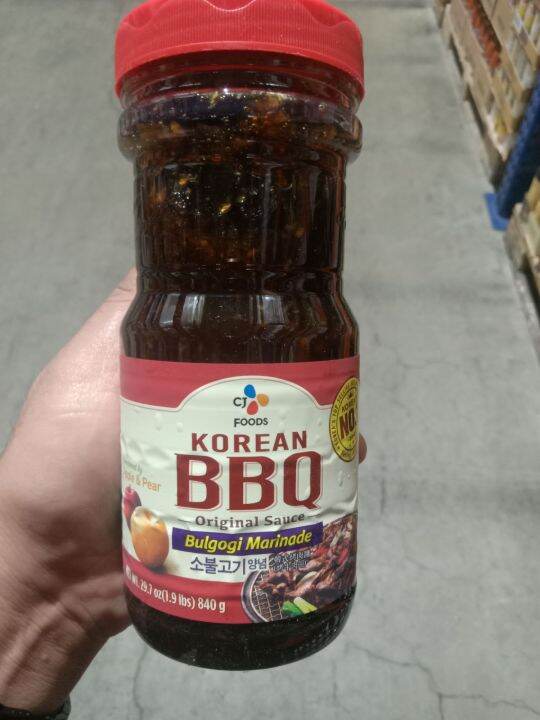 CJ
FOODS
KOREAN
BBQ
Original Sauce
Bulgogi Marinade
소불고기 양념
& Pear
NO.
WT. 29.7 oz(1.9 lbs) 840 g